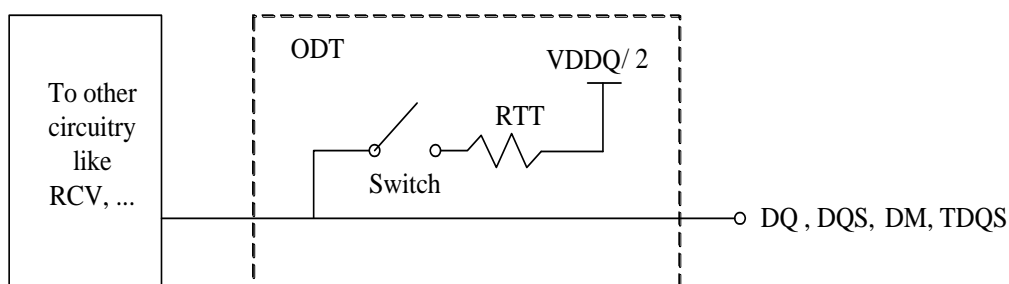 ODT
VDDQ/ 2
To other
circuitry
like
RCV, ...
RTT
Switch
DQ , DQS, DM, TDQS